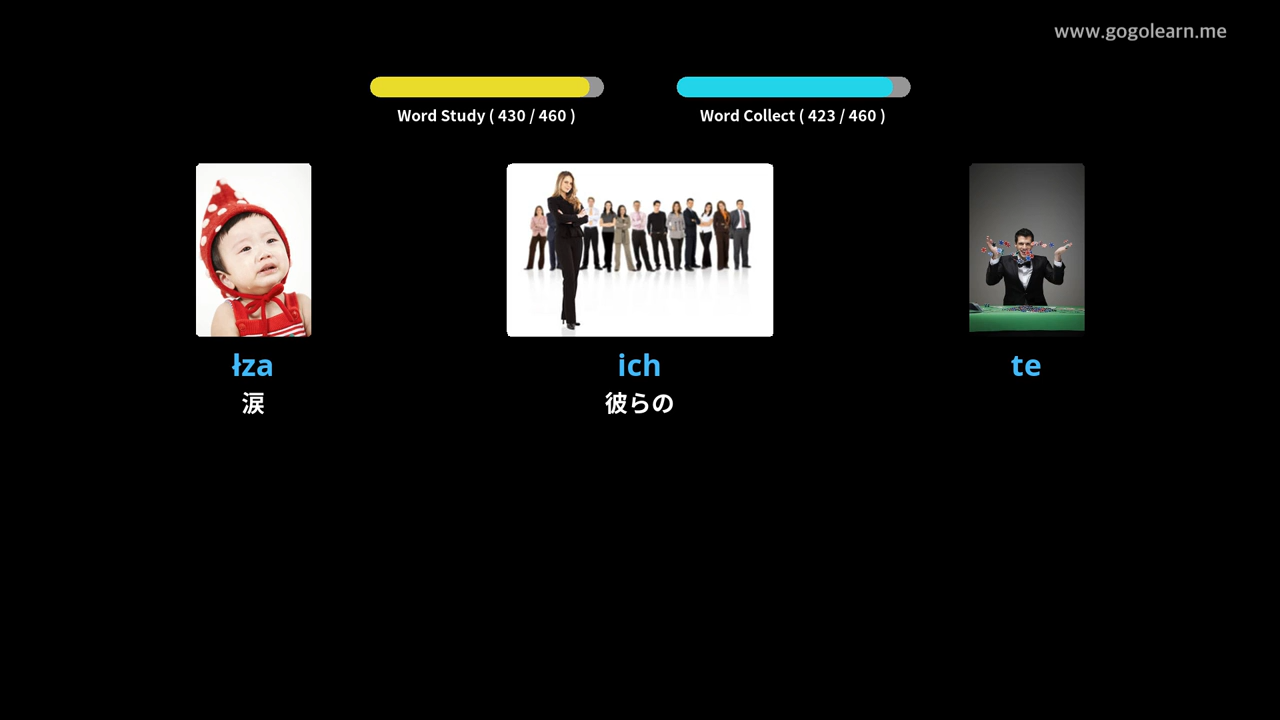 www.gogolearn.me
Word Study ( 430 / 460 )
Word Collect ( 423 / 460 )
łza
ich
te
涙
彼らの